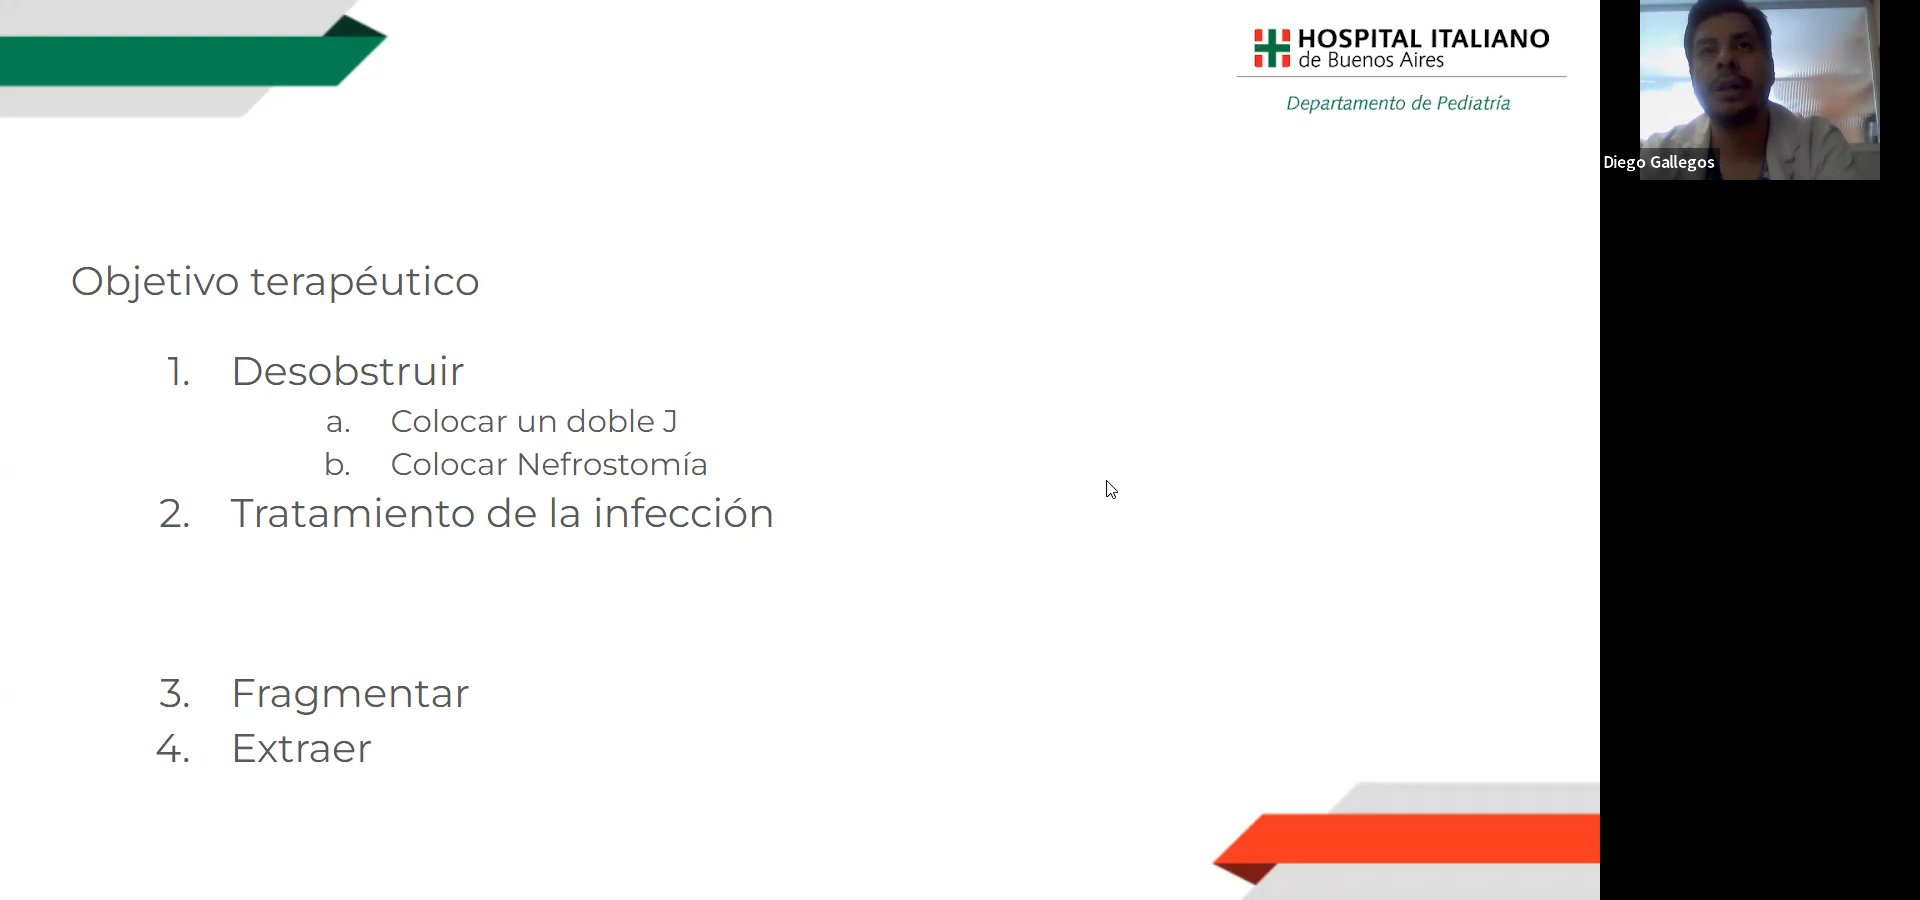 HOSPITAL ITALIANO
de Buenos Aires
Departamento de Pediatría
Diego Gallegos
Objetivo terapéutico
1. Desobstruir
a. Colocar un doble J
b. Colocar Nefrostomía
2. Tratamiento de la infección
3. Fragmentar
4. Extraer